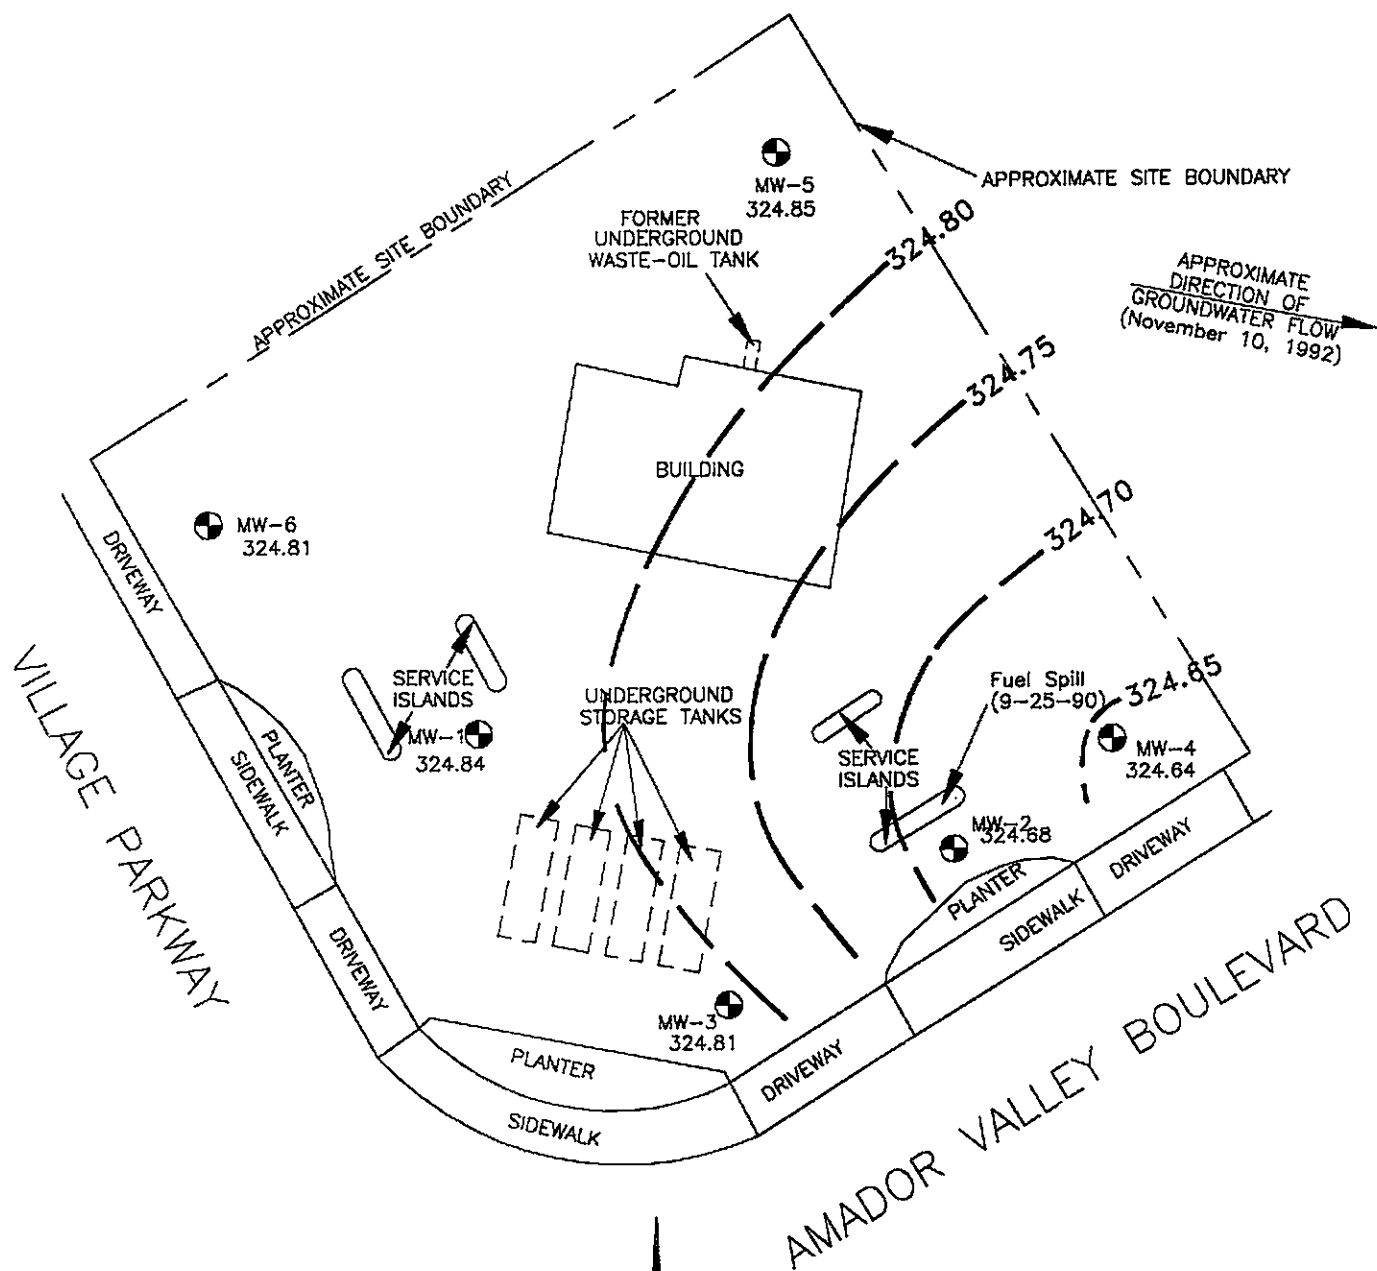 APPROXIMATE SITE BOUNDARY
MW-5
324.85
APPROXIMATE SITE BOUNDARY
FORMER
UNDERGROUND
WASTE-OIL TANK
324.80
APPROXIMATE
DIRECTION OF
GROUNDWATER FLOW
(November 10, 1992)
324.75
BUILDING
MW-6
324.81
324.70
DRIVEWAY
SERVICE
ISLANDS
UNDERGROUND
STORAGE TANKS
Fuel Spill
(9-25-90)
324.65
MW-1
324.84
SERVICE
ISLANDS
MW-4
324.64
VILLAGE PARKWAY
PLANTER
SIDEWALK
MW-2
324.68
DRIVEWAY
PLANTER
SIDEWALK
DRIVEWAY
MW-3
324.81
PLANTER
DRIVEWAY
SIDEWALK
AMADOR VALLEY BOULEVARD